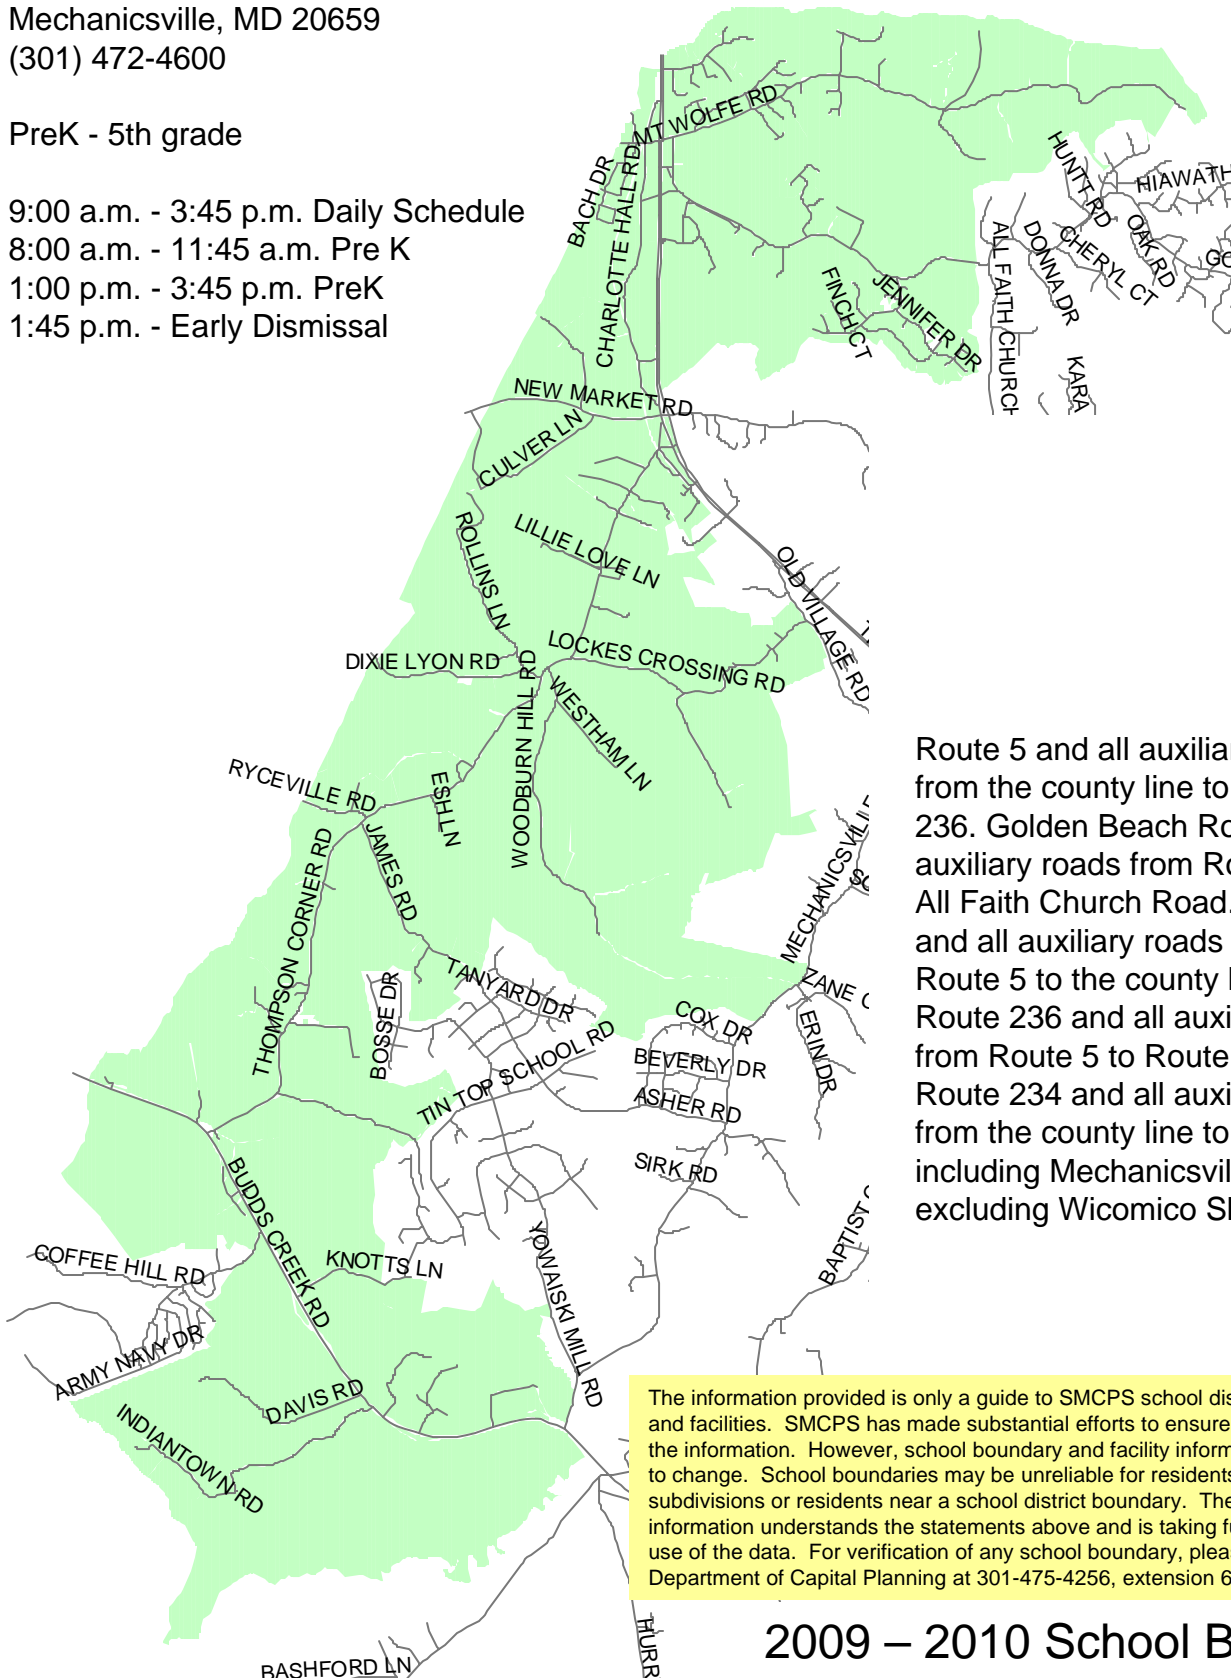 Mechanicsville, MD 20659
(301) 472-4600
PreK - 5th grade
9:00 a.m. - 3:45 p.m. Daily Schedule
8:00 a.m. - 11:45 a.m. Pre K
1:00 p.m. - 3:45 p.m. PreK
1:45 p.m. - Early Dismissal
MT WOLFE RD
BACH DR
CHARLOTTE HALL RD
HUNTT RD
HIAWATH
OAK RD
GO
ALL FAITH CHURCH
DONNA DR
CHERYL CT
KARA
FINCH CT
JENNIFER DR
NEW MARKET RD
CULVER LN
ROLLINS LN
LILLIE LOVE LN
OLD VILLAGE RD
DIXIE LYON RD
LOCKES CROSSING RD
WOODBURN HILL RD
WESTHAM LN
RYCEVILLE RD
ESH LN
JAMES RD
THOMPSON CORNER RD
MECHANICSVILL
TANYARD DR
BOSSE DR
ZANE
COX DR
ERIN DR
TIN TOP SCHOOL RD
BEVERLY DR
ASHER RD
SIRK RD
BUDDS CREEK RD
BAPTIST
COFFEE HILL RD
KNOTTS LN
YOWAISKI MILL RD
ARMY NAVY DR
DAVIS RD
INDIANTOWN RD
BASHFORD LN
HURR
Route 5 and all auxilia
from the county line to
236. Golden Beach Ro
auxiliary roads from Ro
All Faith Church Road.
and all auxiliary roads
Route 5 to the county l
Route 236 and all auxi
from Route 5 to Route
Route 234 and all auxi
from the county line to
including Mechanicsvil
excluding Wicomico S
The information provided is only a guide to SMCPS school dis
and facilities. SMCPS has made substantial efforts to ensure
the information. However, school boundary and facility inform
to change. School boundaries may be unreliable for residents
subdivisions or residents near a school district boundary. The
information understands the statements above and is taking fu
use of the data. For verification of any school boundary, plea
Department of Capital Planning at 301-475-4256, extension 6
2009 – 2010 School B